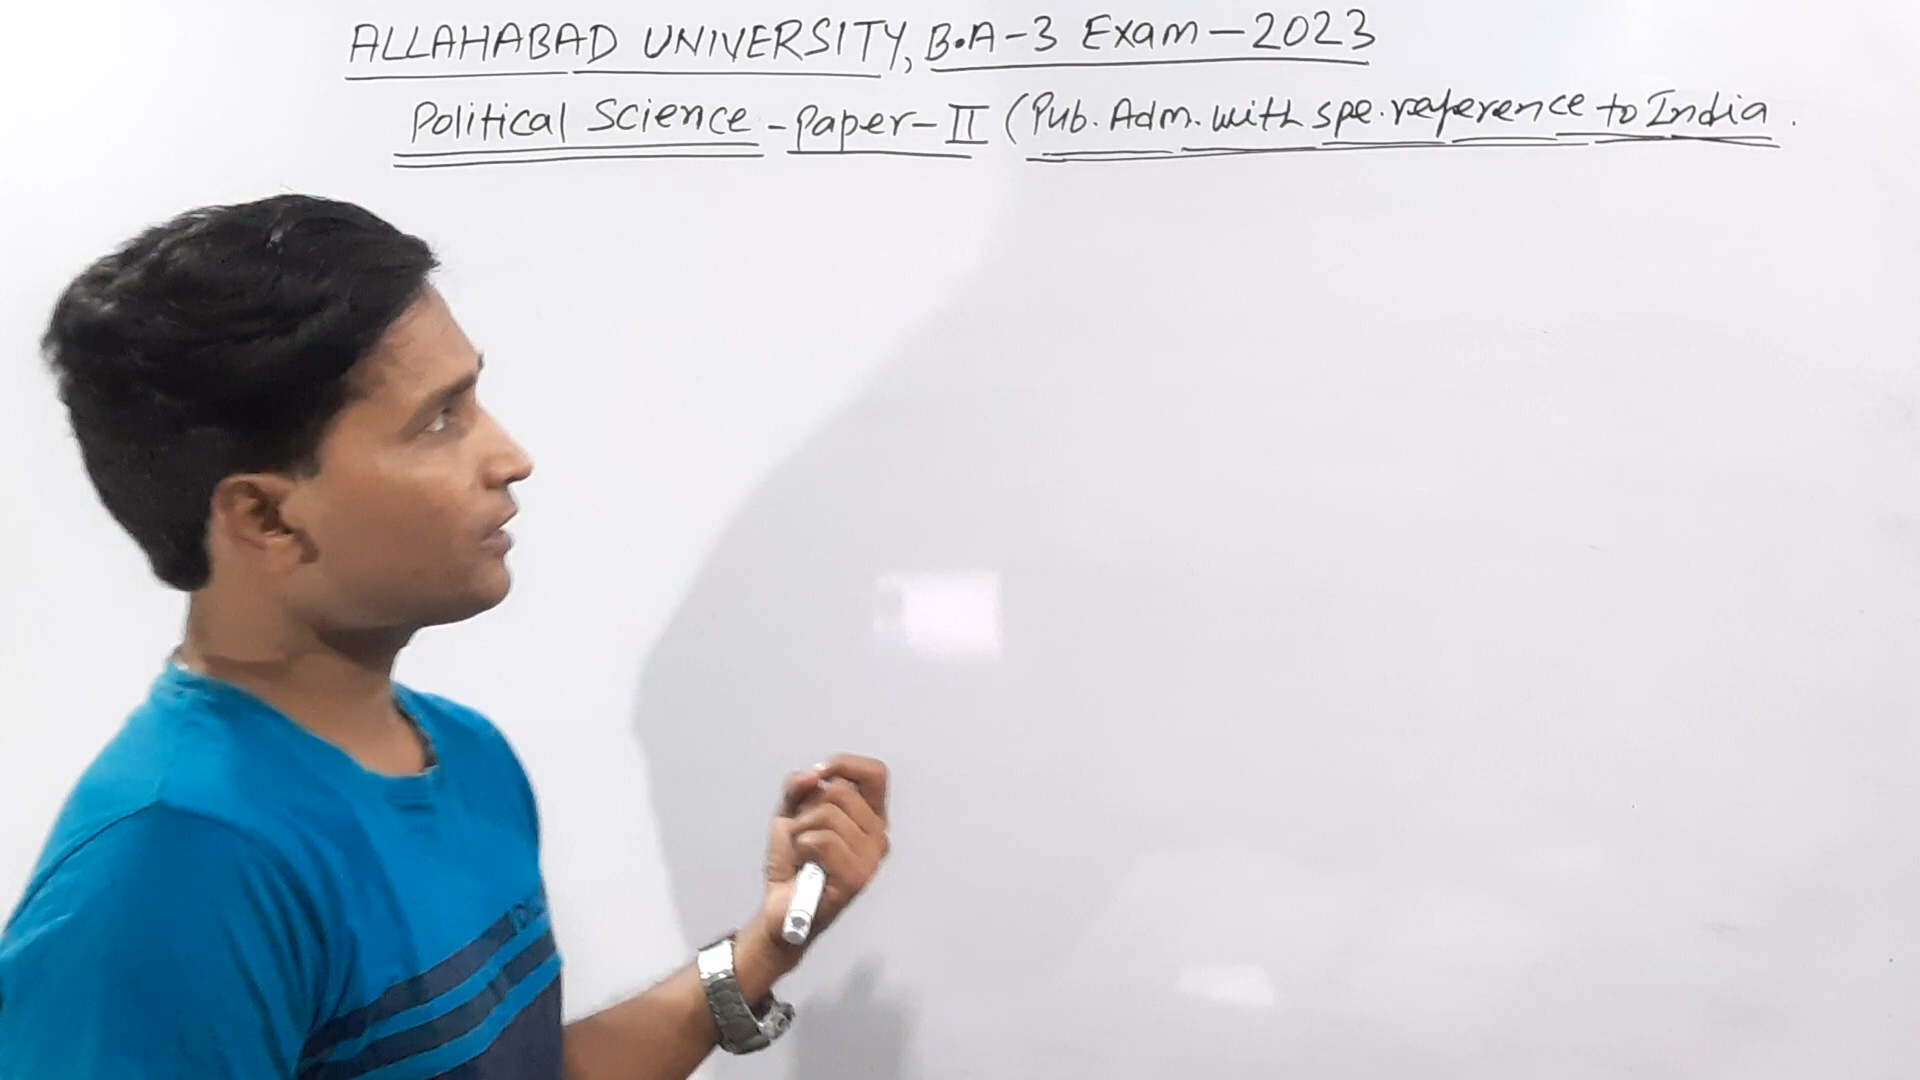 ALLAHABAD UNIVERSITY, B.A-3 Exam-2023
Political Science-Paper-II (Pub. Adm. with spe. reference to India.